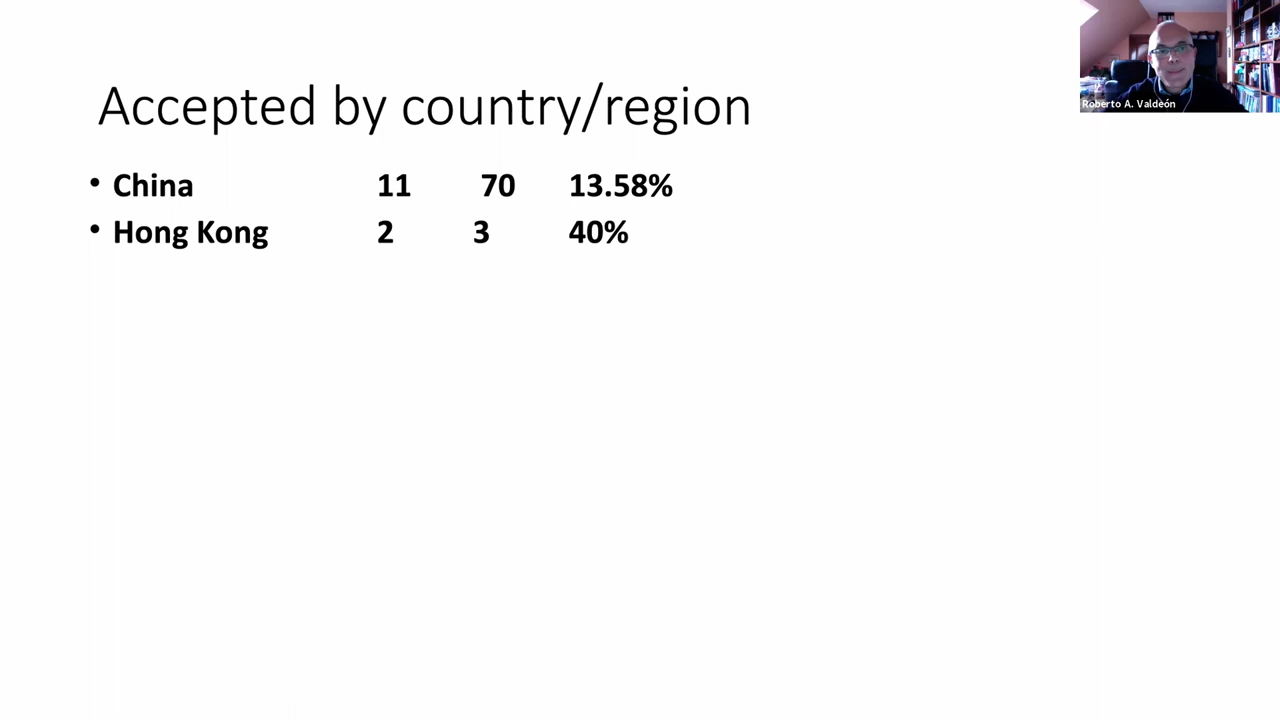 Roberto A. Valdeón
Accepted by country/region
• China 11 70 13.58%
• Hong Kong 2 3 40%